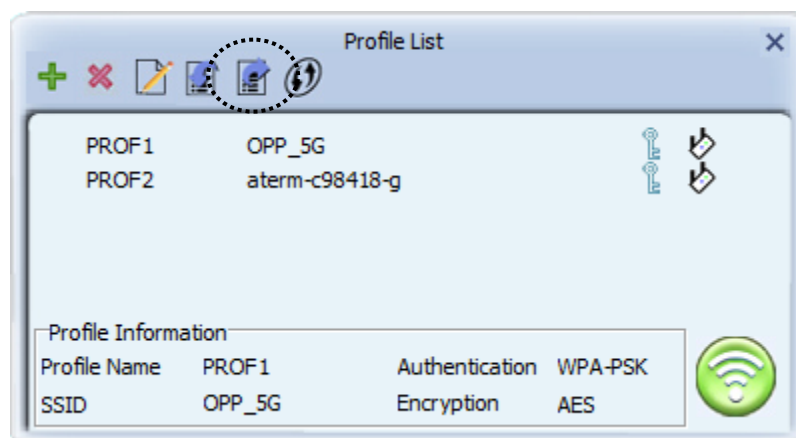 Profile List
PROF1 OPP_5G
PROF2 aterm-c98418-g
Profile Information
Profile Name PROF1 Authentication WPA-PSK
SSID OPP_5G Encryption AES